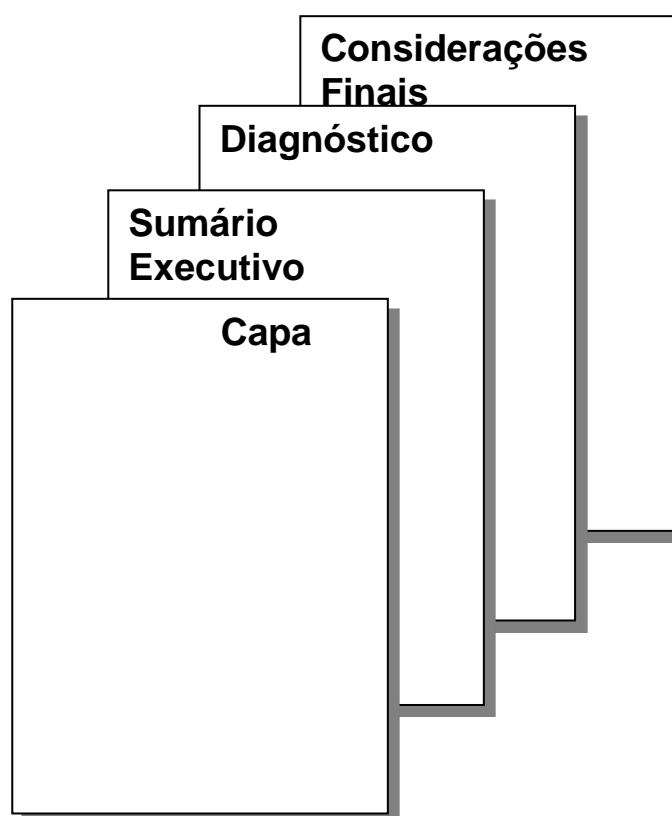 Considerações
Finais
Diagnóstico
Sumário
Executivo
Capa